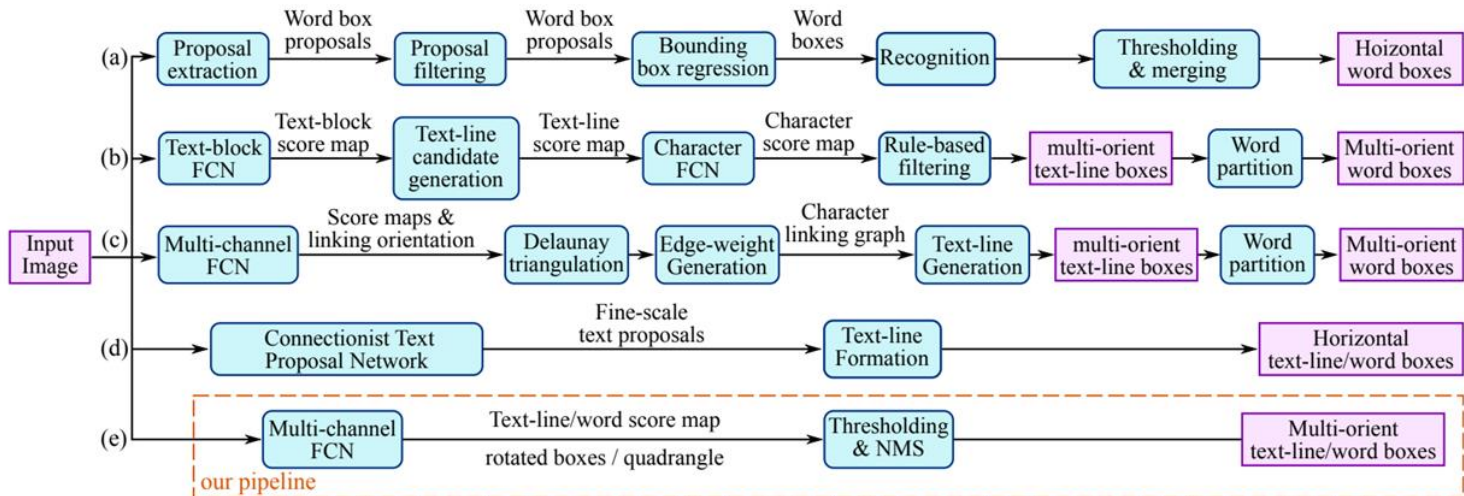 Word box
proposals
Word box
proposals
Word
boxes
(a)
Proposal
extraction
Proposal
filtering
Bounding
box regression
Recognition
Thresholding
& merging
Hoizontal
word boxes
Text-block
score map
Text-line
score map
Character
score map
(b)
Text-block
FCN
Text-line
candidate
generation
Character
FCN
Rule-based
filtering
multi-orient
text-line boxes
Word
partition
Multi-orient
word boxes
Input
Image
Score maps &
linking orientation
Character
linking graph
(c)
Multi-channel
FCN
Delaunay
triangulation
Edge-weight
Generation
Text-line
Generation
multi-orient
text-line boxes
Word
partition
Multi-orient
word boxes
Fine-scale
text proposals
(d)
Connectionist Text
Proposal Network
Text-line
Formation
Horizontal
text-line/word boxes
(e)
Multi-channel
FCN
Text-line/word score map
rotated boxes / quadrangle
Thresholding
& NMS
Multi-orient
text-line/word boxes
our pipeline